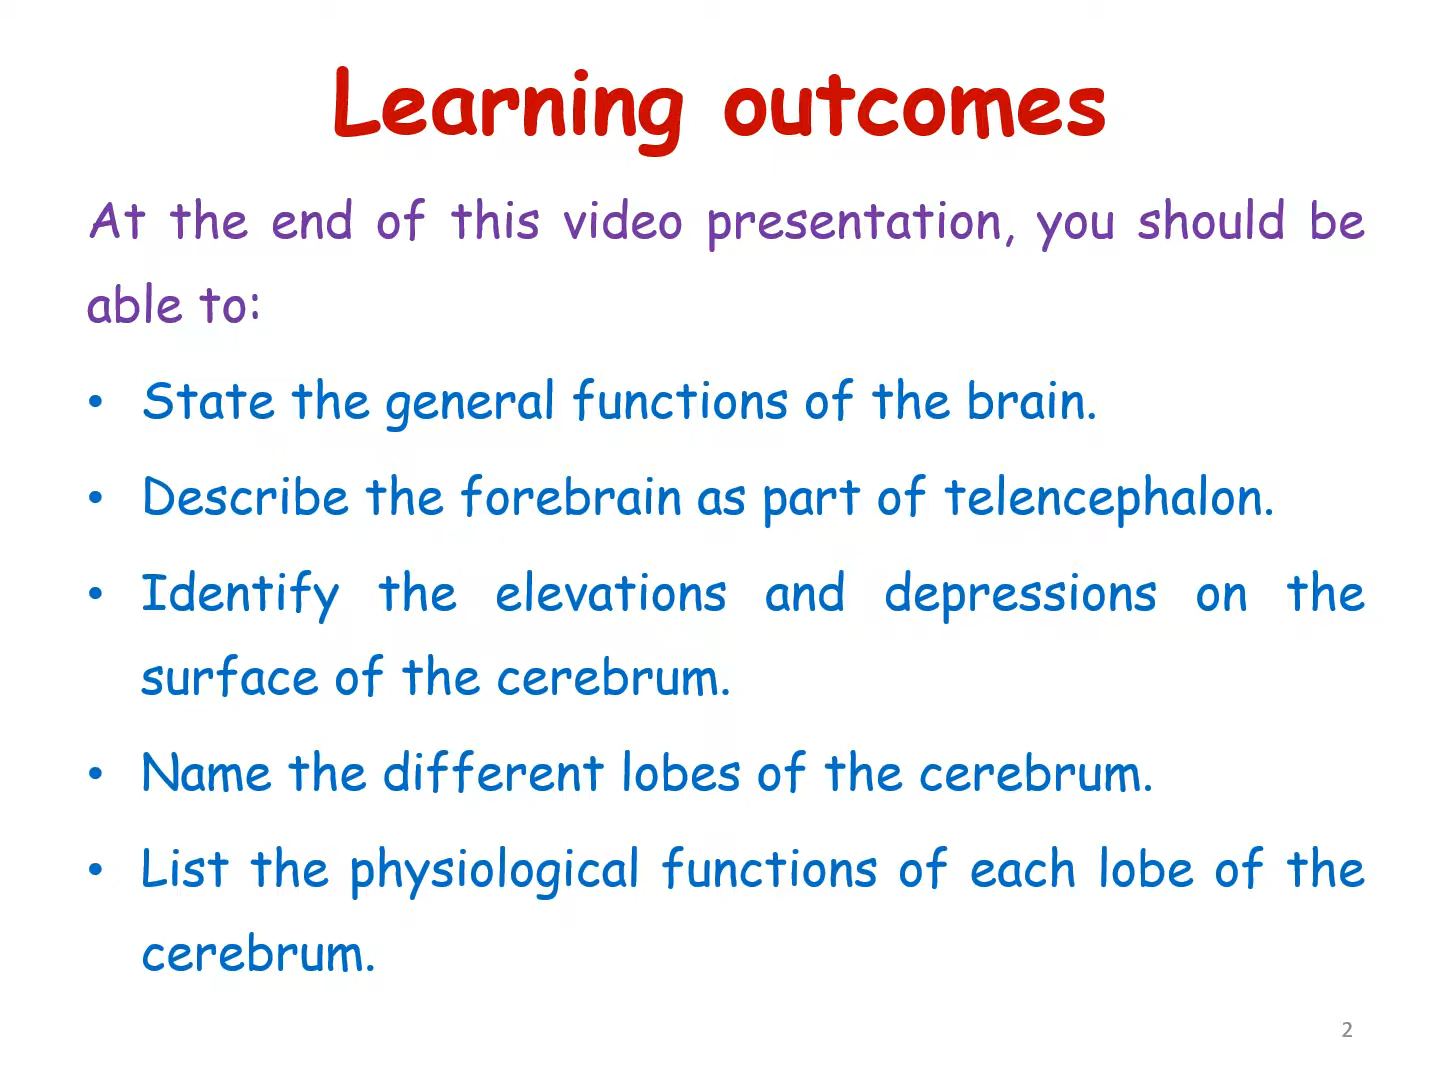 Learning outcomes
At the end of this video presentation, you should be
able to:
• State the general functions of the brain.
• Describe the forebrain as part of telencephalon.
• Identify the elevations and depressions on the
surface of the cerebrum.
• Name the different lobes of the cerebrum.
• List the physiological functions of each lobe of the
cerebrum.
2